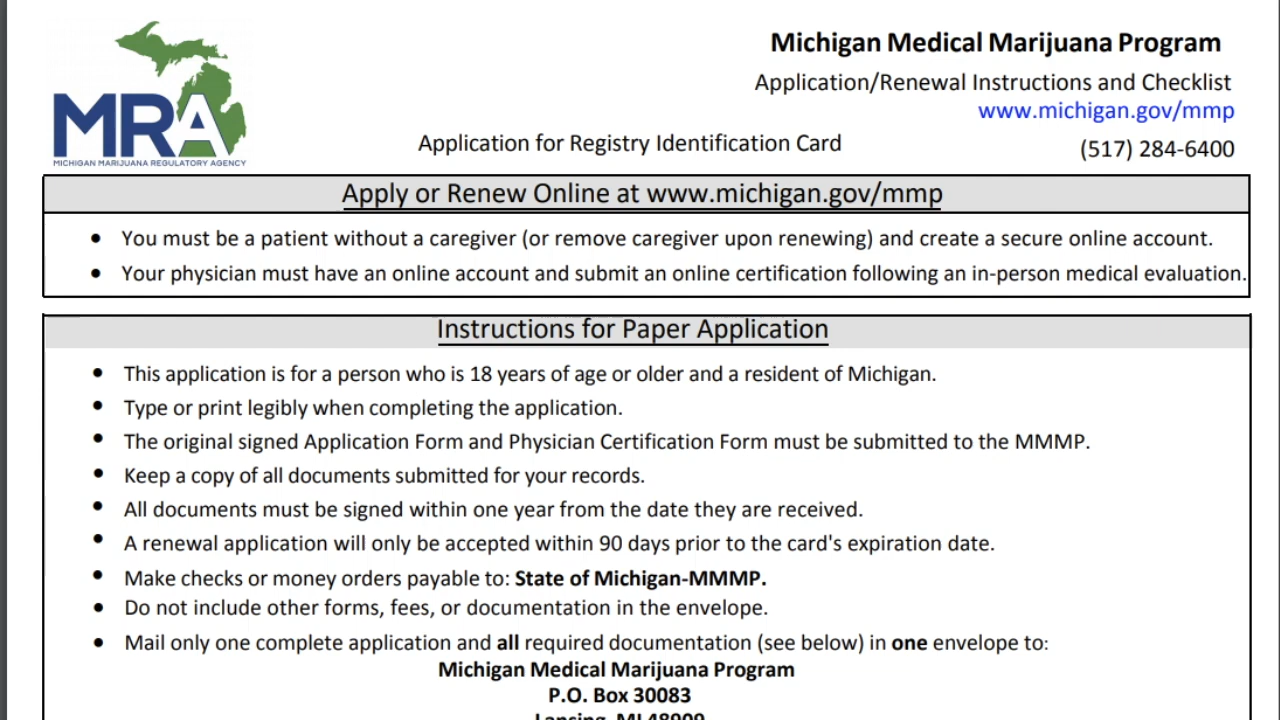 MRA
MICHIGAN MARIJUANA REGULATORY AGENCY
Michigan Medical Marijuana Program
Application/Renewal Instructions and Checklist
www.michigan.gov/mmp
Application for Registry Identification Card
(517) 284-6400
Apply or Renew Online at www.michigan.gov/mmp
• You must be a patient without a caregiver (or remove caregiver upon renewing) and create a secure online account.
• Your physician must have an online account and submit an online certification following an in-person medical evaluation.
Instructions for Paper Application
• This application is for a person who is 18 years of age or older and a resident of Michigan.
• Type or print legibly when completing the application.
• The original signed Application Form and Physician Certification Form must be submitted to the MMMP.
• Keep a copy of all documents submitted for your records.
• All documents must be signed within one year from the date they are received.
• A renewal application will only be accepted within 90 days prior to the card's expiration date.
• Make checks or money orders payable to: State of Michigan-MMMP.
• Do not include other forms, fees, or documentation in the envelope.
• Mail only one complete application and all required documentation (see below) in one envelope to:
Michigan Medical Marijuana Program
P.O. Box 30083
Lansing, MI 48909